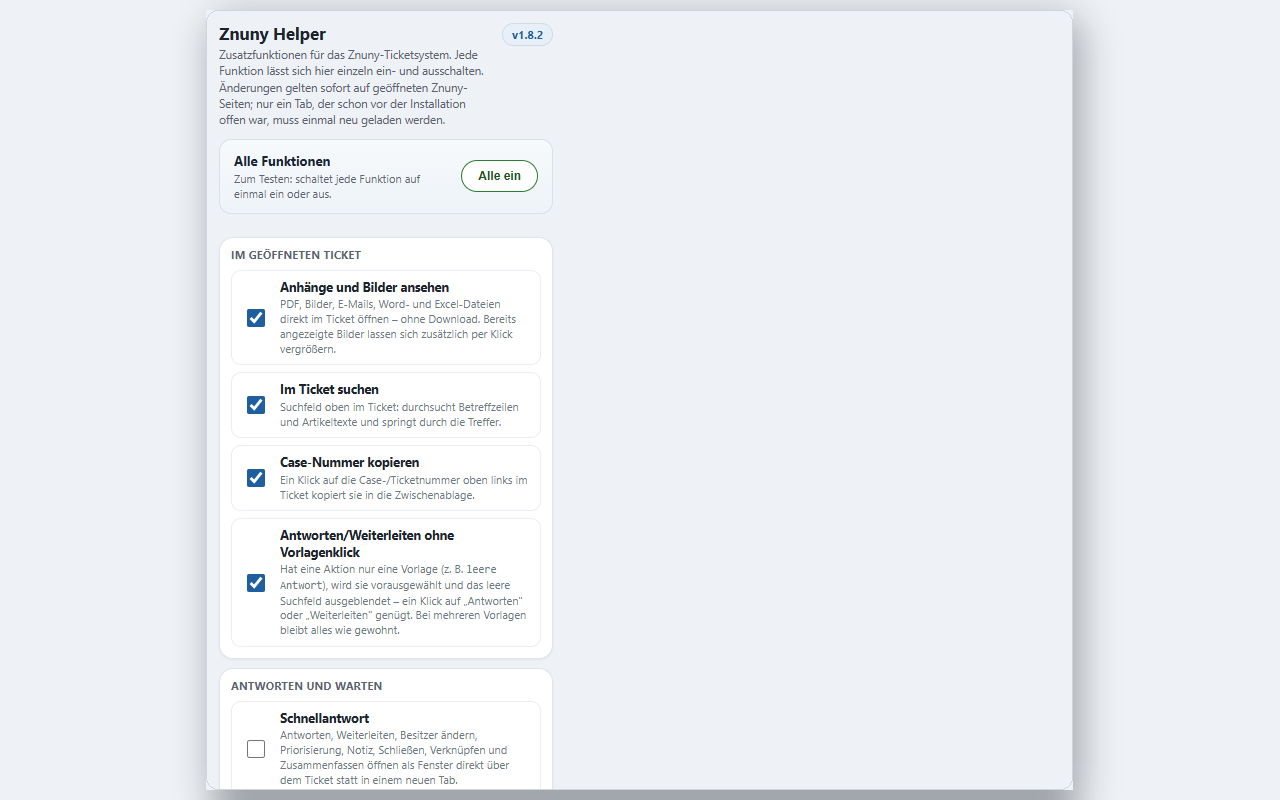 Znuny Helper
v1.8.2
Zusatzfunktionen für das Znuny-Ticketsystem. Jede
Funktion lässt sich hier einzeln ein- und ausschalten.
Änderungen gelten sofort auf geöffneten Znuny-
Seiten; nur ein Tab, der schon vor der Installation
offen war, muss einmal neu geladen werden.
Alle Funktionen
Zum Testen: schaltet jede Funktion auf
einmal ein oder aus.
Alle ein
IM GEÖFFNETEN TICKET
Anhänge und Bilder ansehen
PDF, Bilder, E-Mails, Word- und Excel-Dateien
direkt im Ticket öffnen – ohne Download. Bereits
angezeigte Bilder lassen sich zusätzlich per Klick
vergrößern.
Im Ticket suchen
Suchfeld oben im Ticket: durchsucht Betreffzeilen
und Artikeltexte und springt durch die Treffer.
Case-Nummer kopieren
Ein Klick auf die Case-/Ticketnummer oben links im
Ticket kopiert sie in die Zwischenablage.
Antworten/Weiterleiten ohne
Vorlagenklick
Hat eine Aktion nur eine Vorlage (z. B. leere
Antwort), wird sie vorausgewählt und das leere
Suchfeld ausgeblendet – ein Klick auf „Antworten“
oder „Weiterleiten“ genügt. Bei mehreren Vorlagen
bleibt alles wie gewohnt.
ANTWORTEN UND WARTEN
Schnellantwort
Antworten, Weiterleiten, Besitzer ändern,
Priorisierung, Notiz, Schließen, Verknüpfen und
Zusammenfassen öffnen als Fenster direkt über
dem Ticket statt in einem neuen Tab.